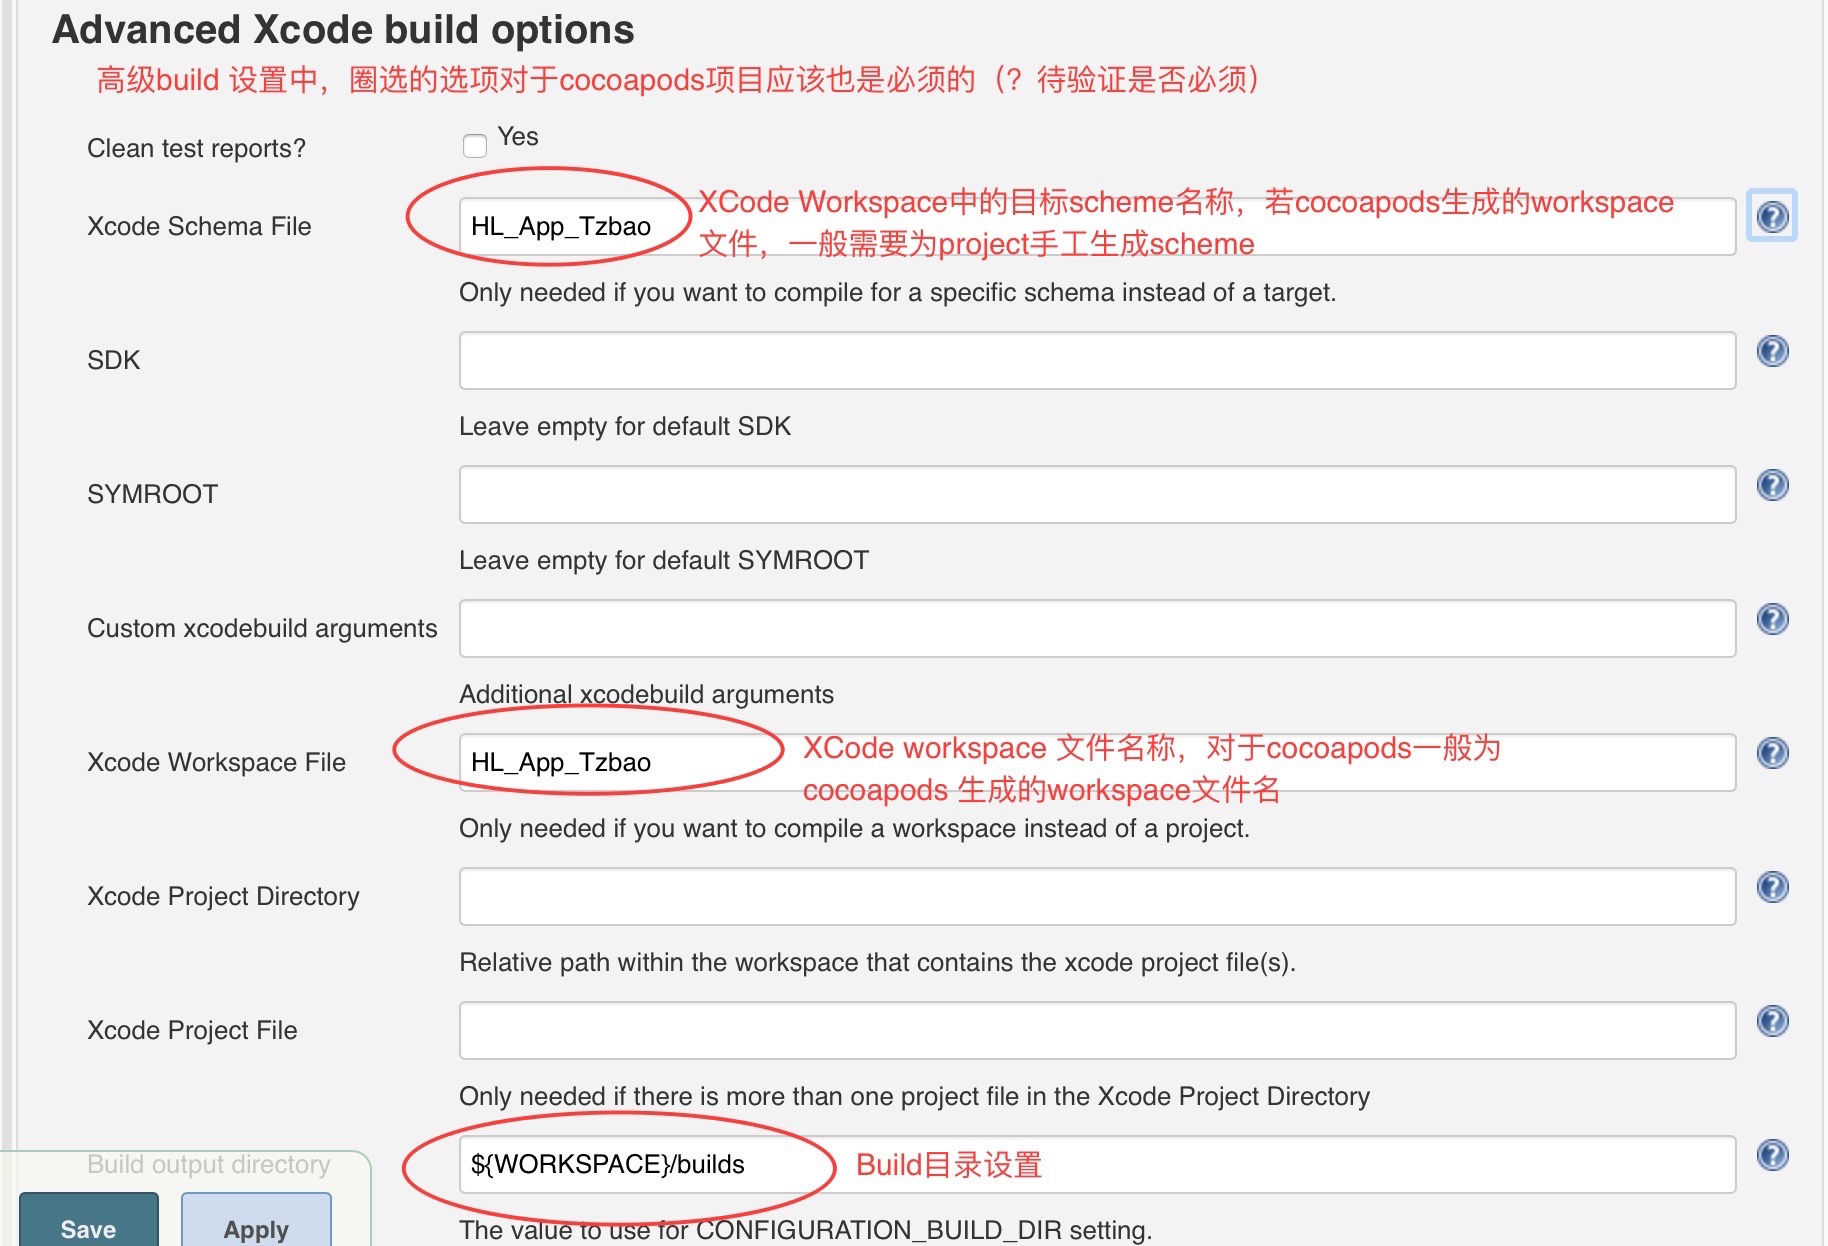 Advanced Xcode build options
高级build 设置中，圈选的选项对于cocoapods项目应该也是必须的（？待验证是否必须）
Clean test reports?
Yes
Xcode Schema File
HL_App_Tzbao
XCode Workspace中的目标scheme名称，若cocoapods生成的workspace
文件，一般需要为project手工生成scheme
Only needed if you want to compile for a specific schema instead of a target.
SDK
Leave empty for default SDK
SYMROOT
Leave empty for default SYMROOT
Custom xcodebuild arguments
Additional xcodebuild arguments
Xcode Workspace File
HL_App_Tzbao
XCode workspace 文件名称，对于cocoapods一般为
cocoapods 生成的workspace文件名
Only needed if you want to compile a workspace instead of a project.
Xcode Project Directory
Relative path within the workspace that contains the xcode project file(s).
Xcode Project File
Only needed if there is more than one project file in the Xcode Project Directory
Build output directory
${WORKSPACE}/builds
Build目录设置
The value to use for CONFIGURATION_BUILD_DIR setting.
Save
Apply